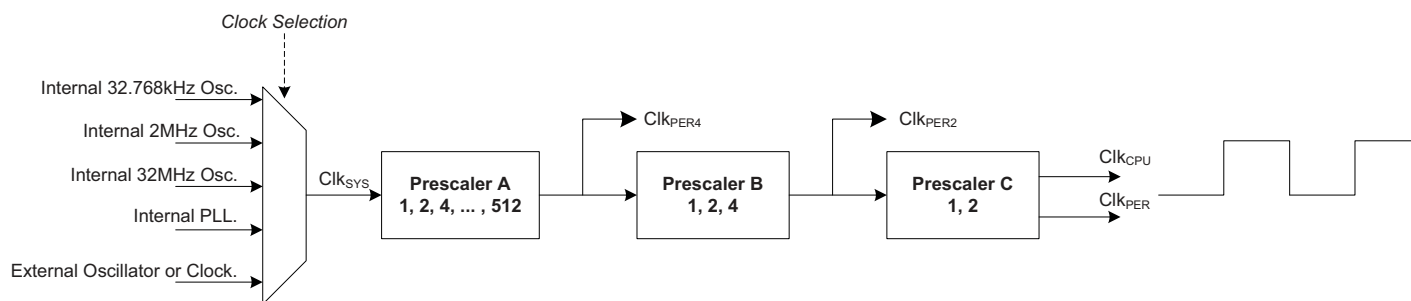 Clock Selection
Internal 32.768kHz Osc.
Internal 2MHz Osc.
Internal 32MHz Osc.
Internal PLL.
External Oscillator or Clock.
ClkSYS
Prescaler A
1, 2, 4, ... , 512
ClkPER4
Prescaler B
1, 2, 4
ClkPER2
Prescaler C
1, 2
ClkCPU
ClkPER